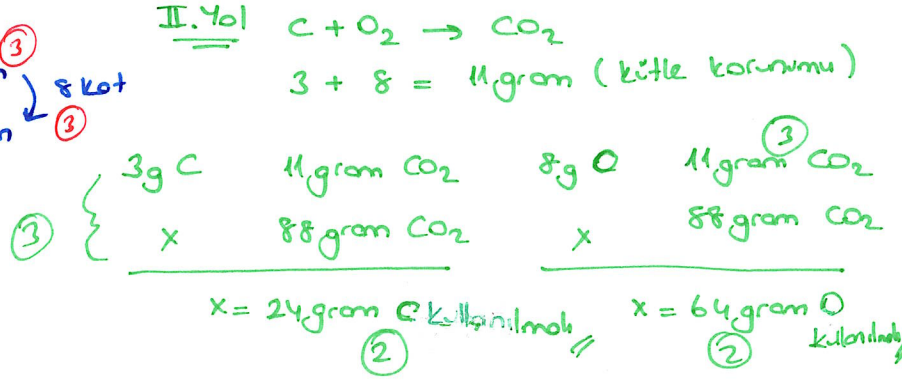 II. Yol
C + O₂ → CO₂
3 + 8 = 11 gram (kütle korunumu)
3
8 kat
3
3g C 11 gram CO₂
x 88 gram CO₂
3
x = 24 gram C kullanılmalı
2
3
8g O 11 gram CO₂
x 88 gram CO₂
x = 64 gram O
kullanılmalı
2